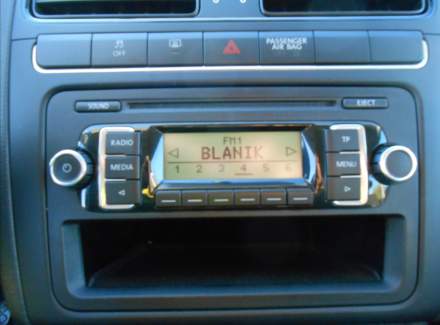 OFF
PASSENGER
AIR BAG
SOUND
EJECT
RADIO
FM1
TP
BLANIK
MEDIA
MENU
1 2 3 4 5 6